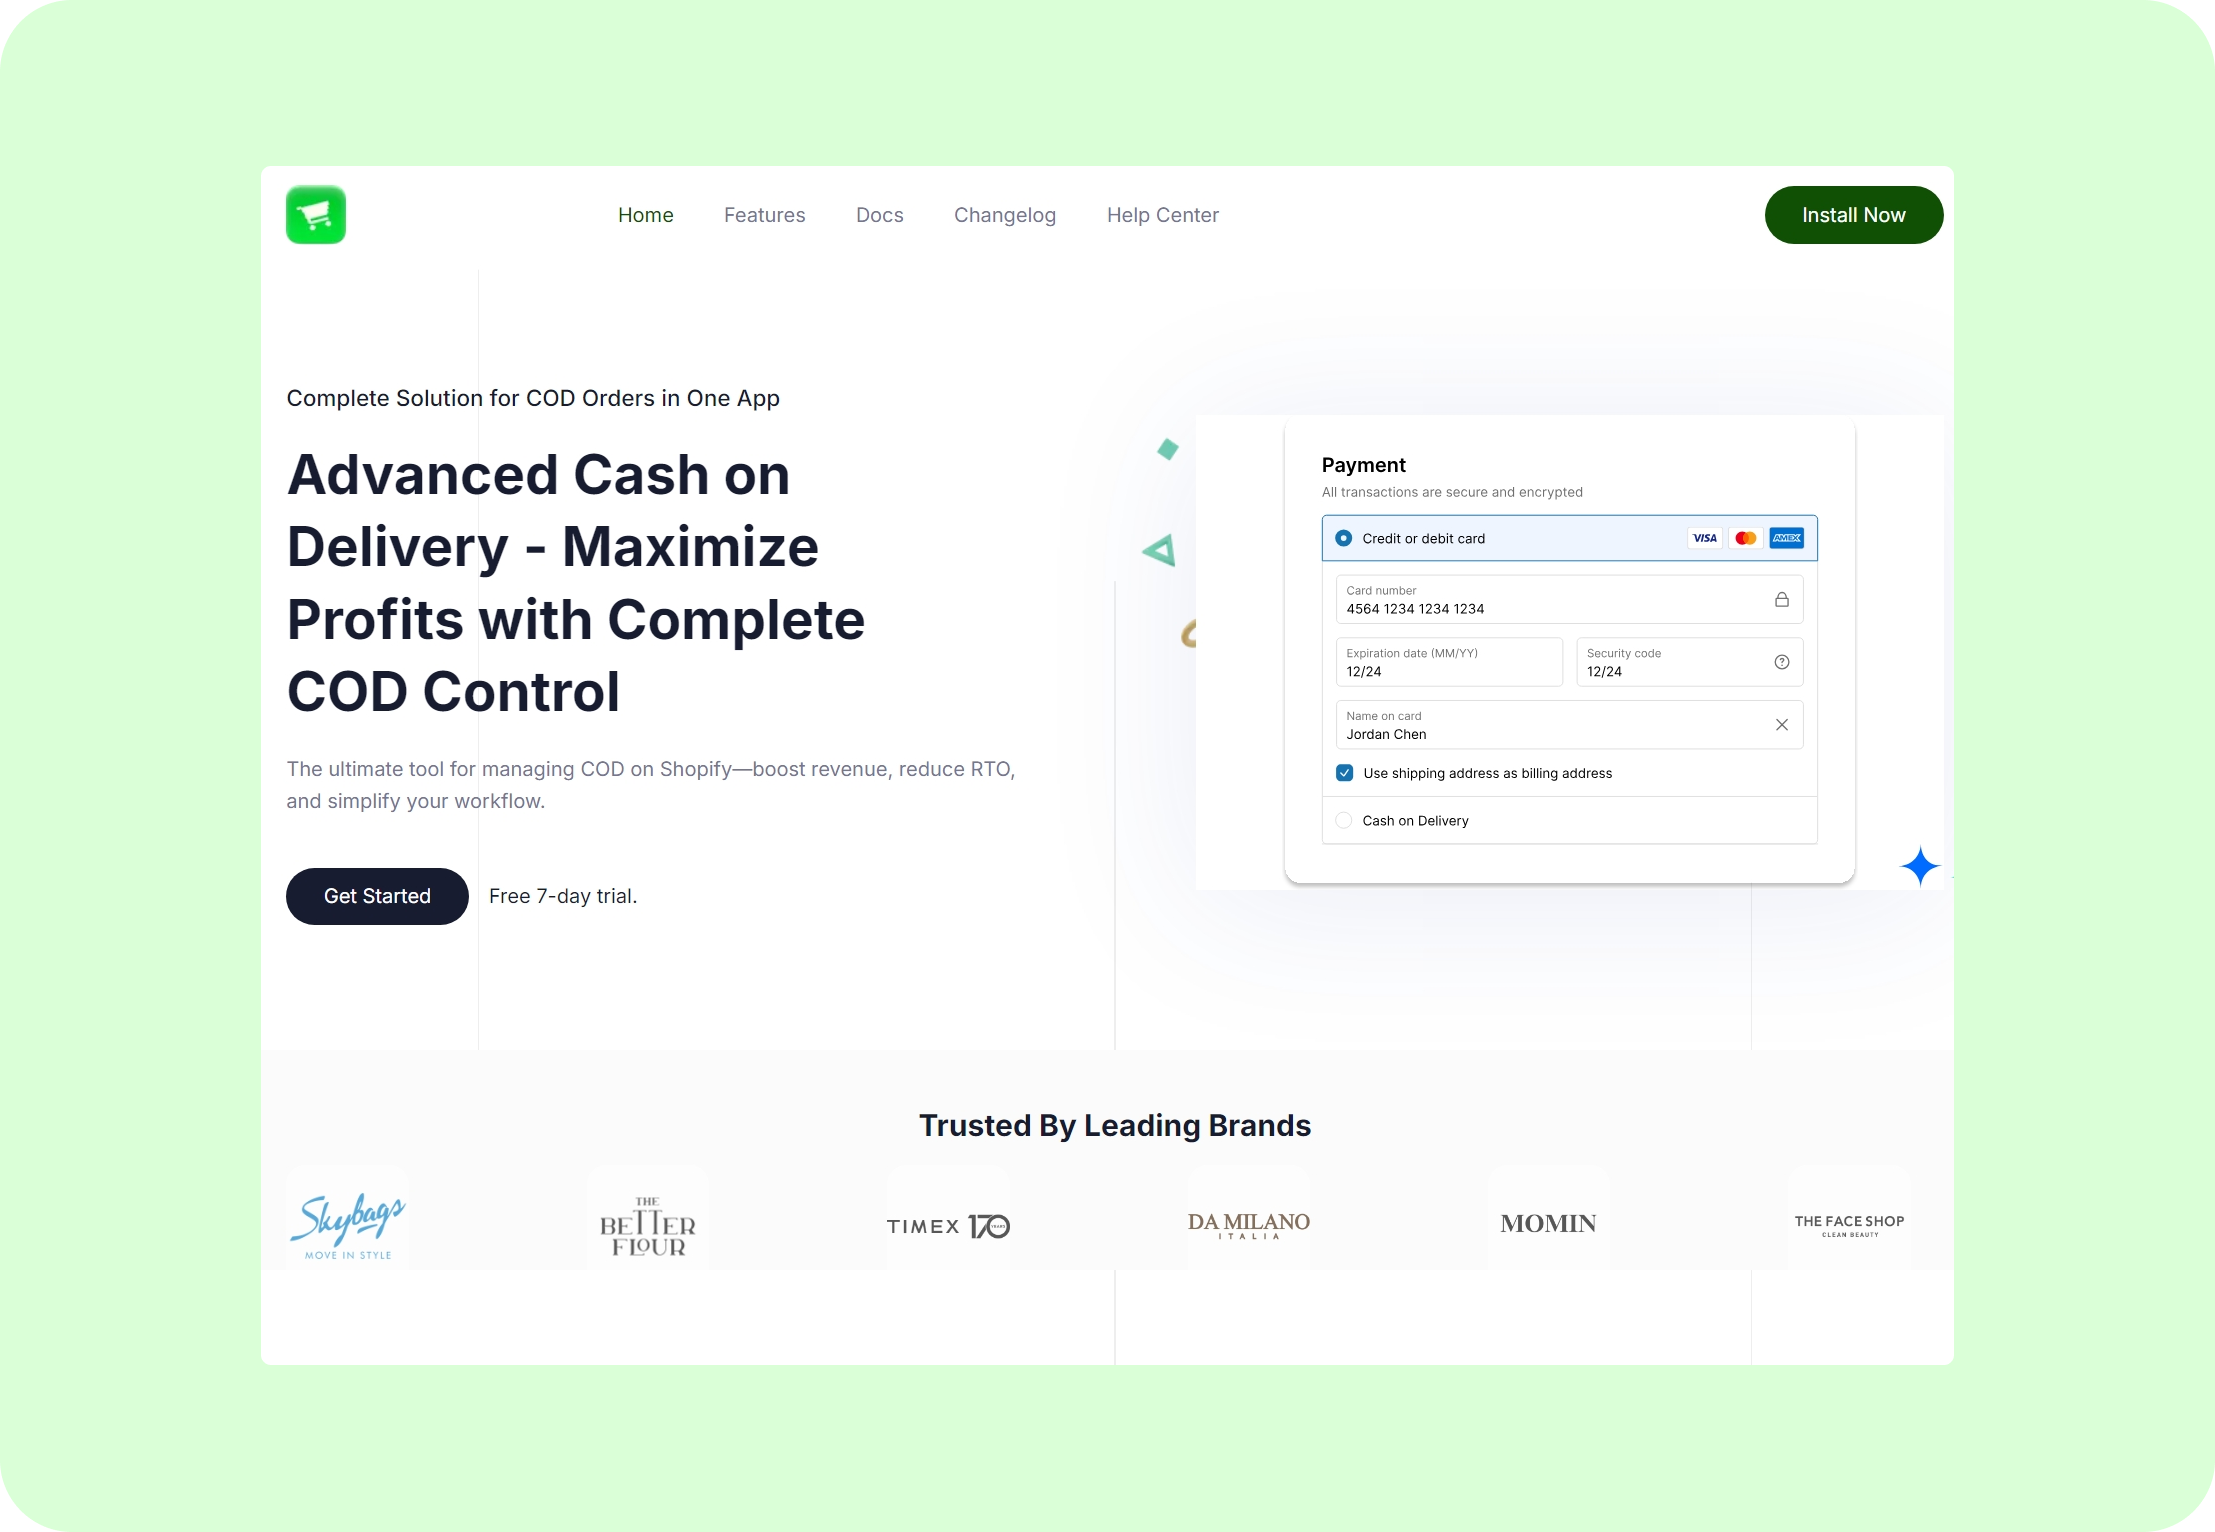 Home Features Docs Changelog Help Center Install Now
Complete Solution for COD Orders in One App
Advanced Cash on
Delivery - Maximize
Profits with Complete
COD Control
The ultimate tool for managing COD on Shopify—boost revenue, reduce RTO,
and simplify your workflow.
Get Started Free 7-day trial.
Payment
All transactions are secure and encrypted
Credit or debit card VISA AMEX
Card number
4564 1234 1234 1234
Expiration date (MM/YY) Security code
12/24 12/24
Name on card
Jordan Chen
Use shipping address as billing address
Cash on Delivery
Trusted By Leading Brands
Skybags
MOVE IN STYLE
THE
BETTER
FLOUR
TIMEX 170 YEARS
DA MILANO
ITALIA
MOMIN
THE FACE SHOP
CLEAN BEAUTY